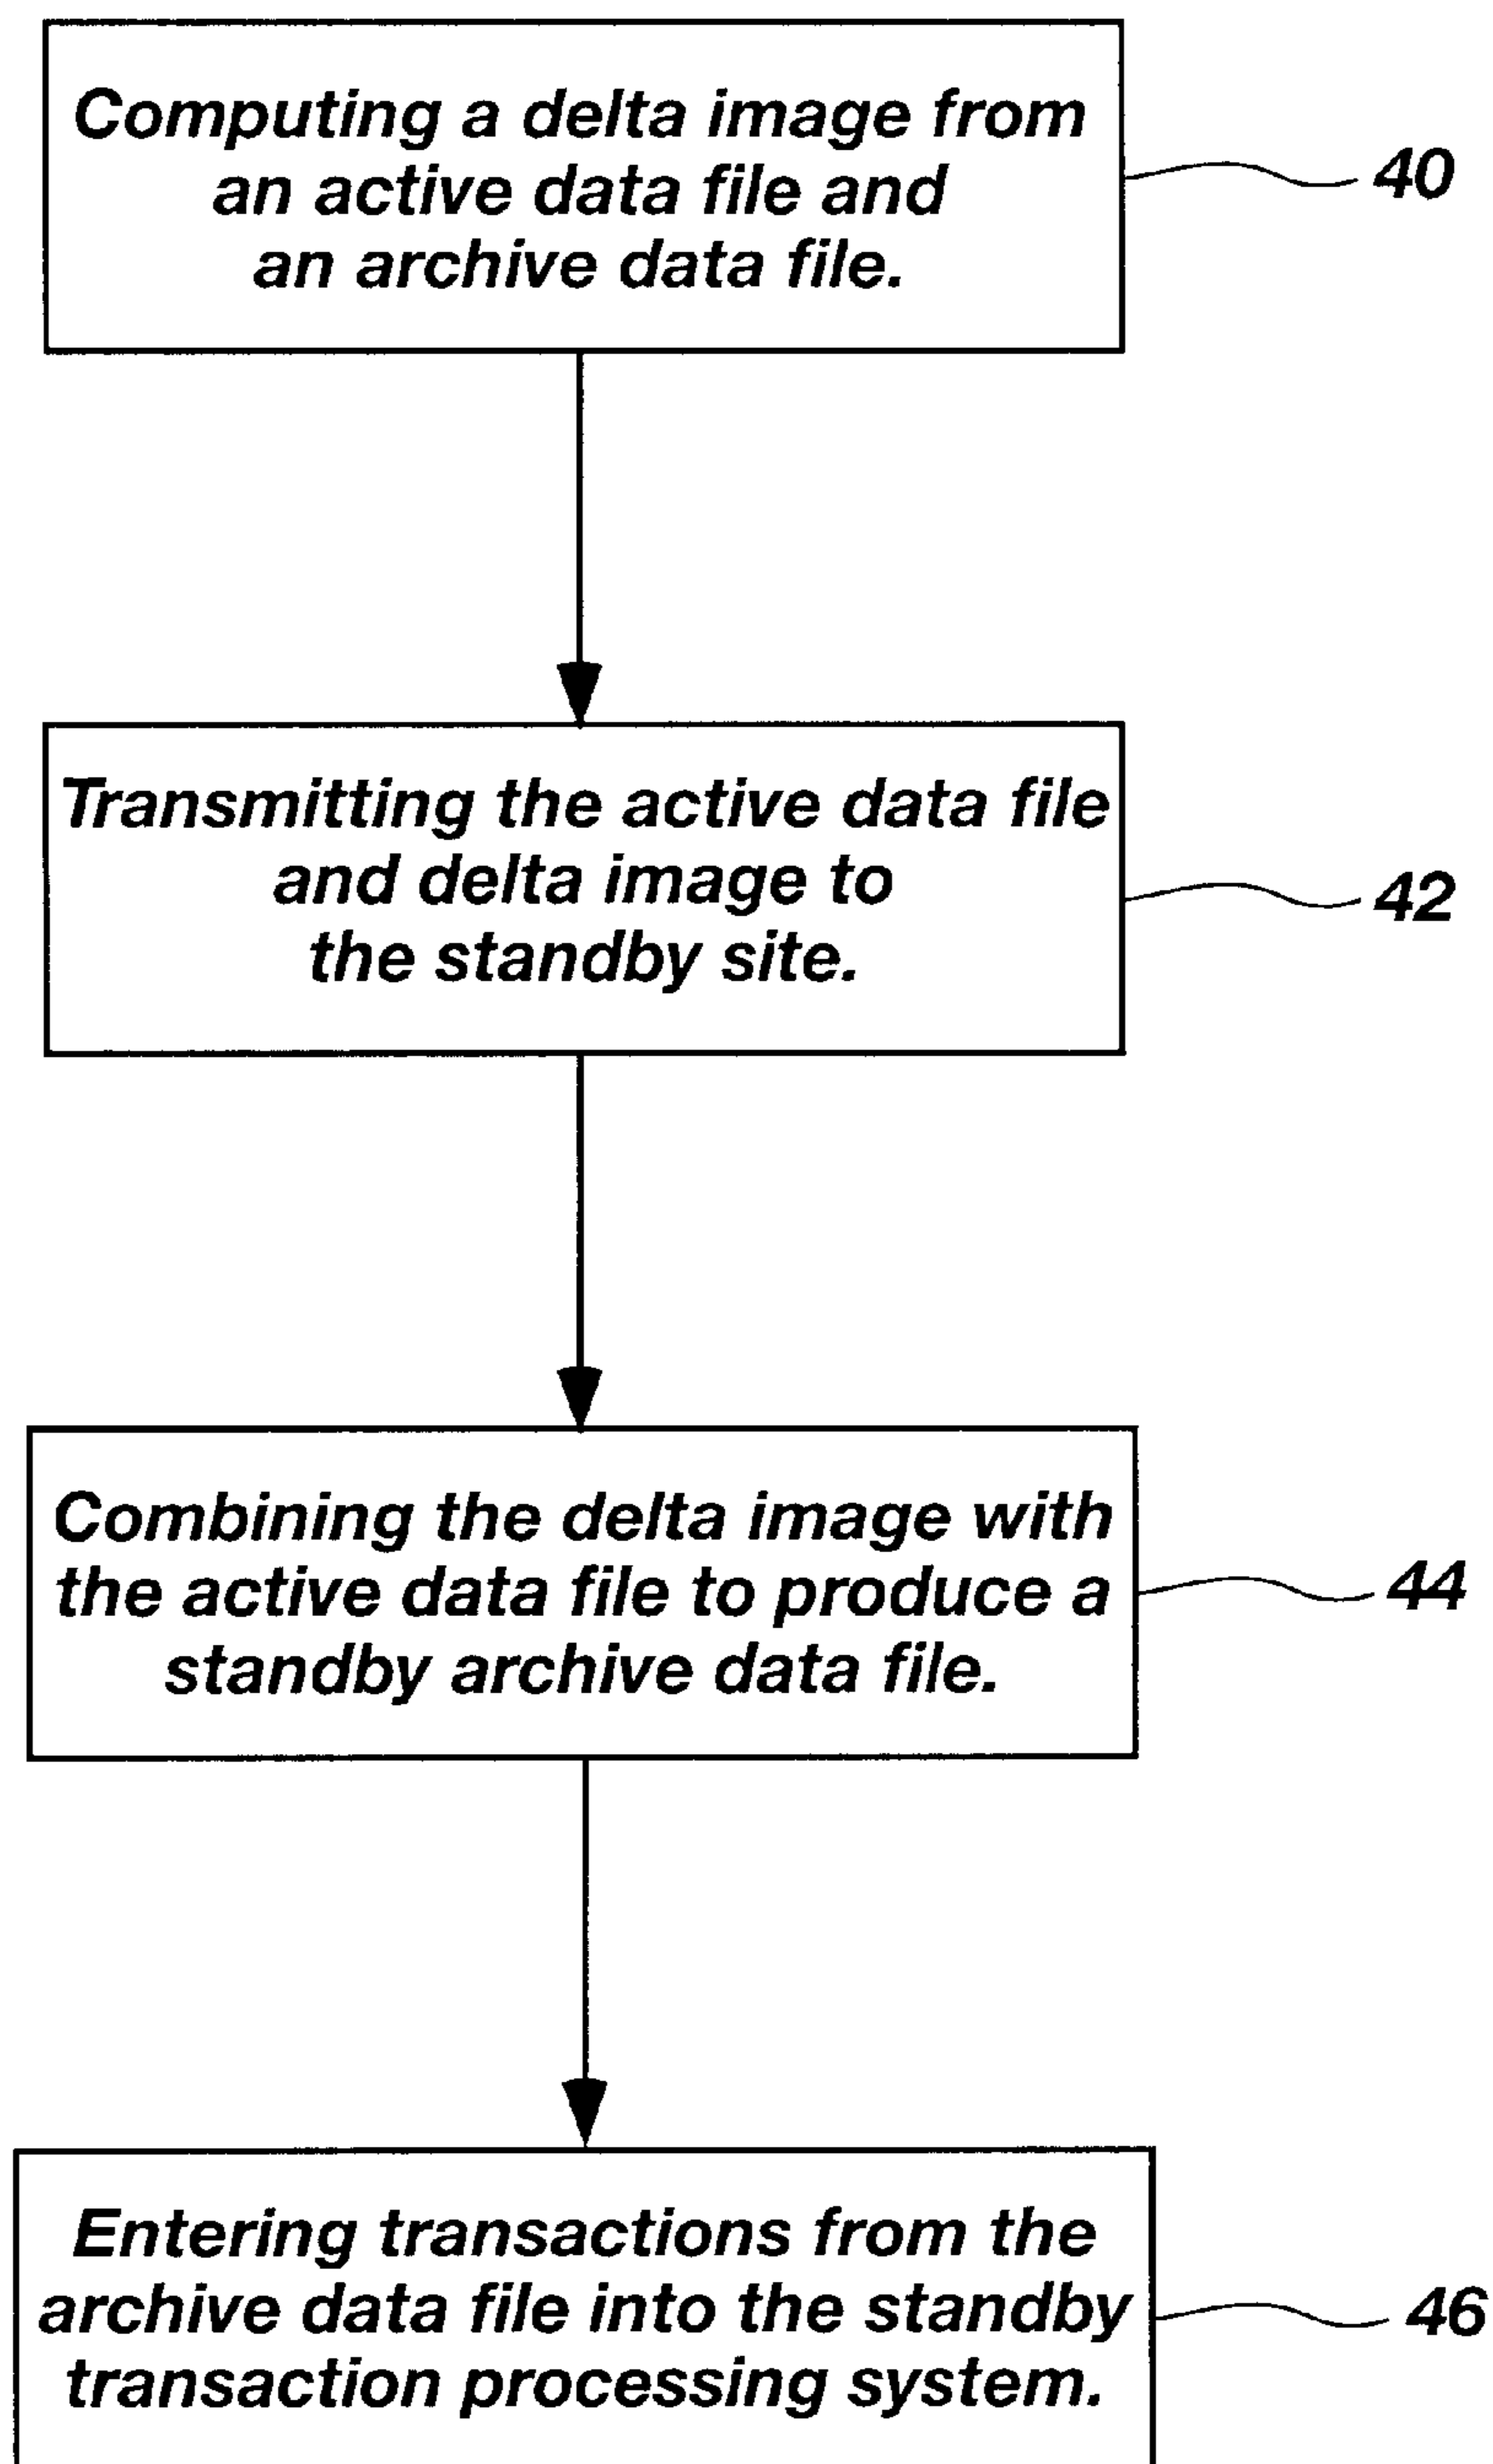 Computing a delta image from
an active data file and
an archive data file.
40
Transmitting the active data file
and delta image to
the standby site.
42
Combining the delta image with
the active data file to produce a
standby archive data file.
44
Entering transactions from the
archive data file into the standby
transaction processing system.
46